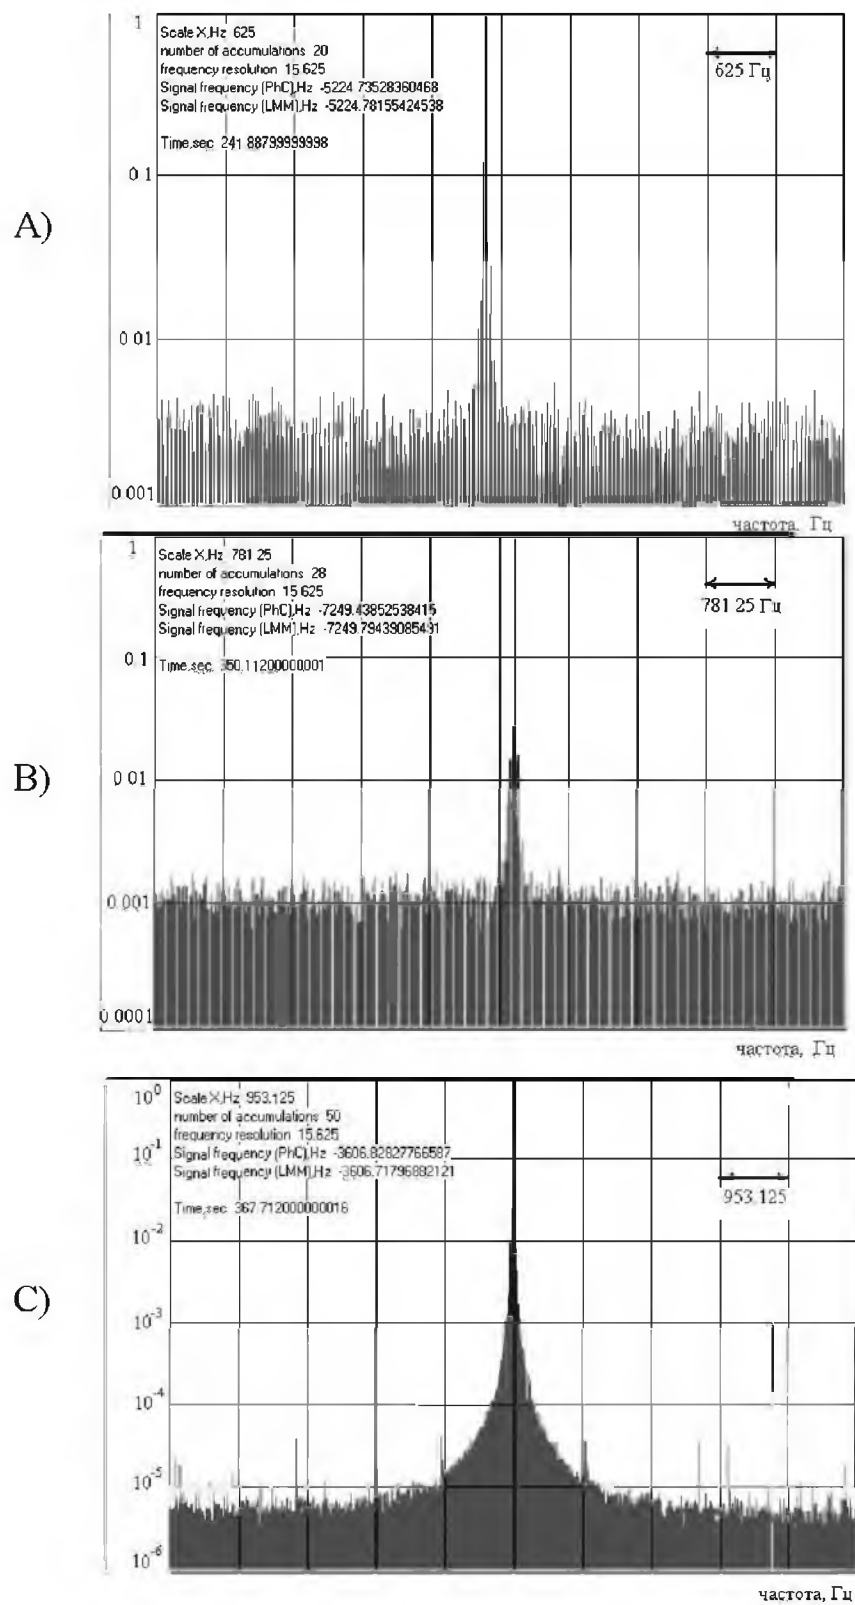 A)
1
Scale X,Hz 625
number of accumulations 20
frequency resolution 15.625
Signal frequency (PhC),Hz -5224.73528360468
Signal frequency (LMM),Hz -5224.78155424538
Time,sec 241.88799999998
625 Гц
0.1
0.01
0.001
частота, Гц
B)
1
Scale X,Hz 781.25
number of accumulations 28
frequency resolution 15.625
Signal frequency (PhC),Hz -7249.43852538415
Signal frequency (LMM),Hz -7249.79439085491
Time,sec 350.11200000001
781.25 Гц
0.1
0.01
0.001
0.0001
частота, Гц
C)
10⁰
Scale X,Hz 953.125
number of accumulations 50
frequency resolution 15.625
Signal frequency (PhC),Hz -3606.82827766587
Signal frequency (LMM),Hz -3606.71796882121
Time,sec 367.712000000016
953.125
10⁻¹
10⁻²
10⁻³
10⁻⁴
10⁻⁵
10⁻⁶
частота, Гц